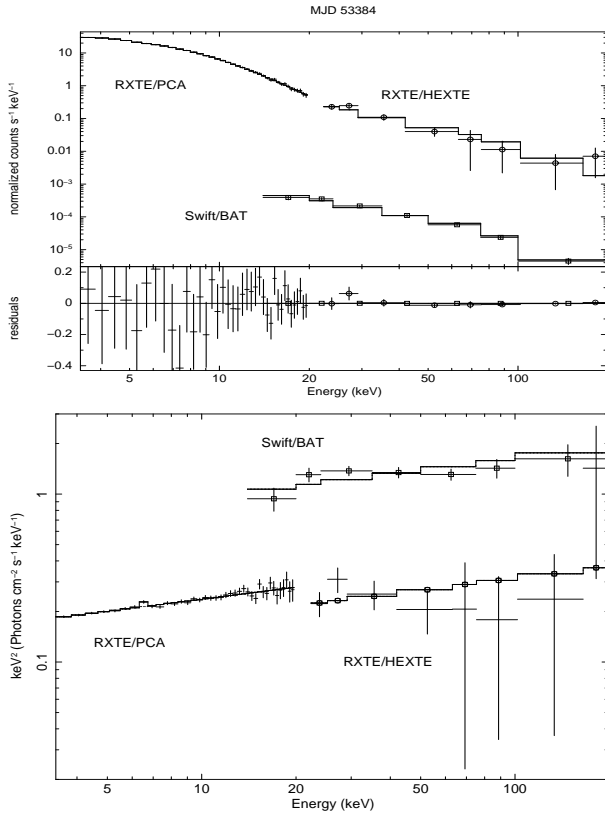 MJD 53384
normalized counts s⁻¹ keV⁻¹
10
1
0.1
0.01
10⁻³
10⁻⁴
10⁻⁵
RXTE/PCA
RXTE/HEXTE
Swift/BAT
residuals
0.2
0
−0.2
−0.4
5 10 20 50 100
Energy (keV)
keV² (Photons cm⁻² s⁻¹ keV⁻¹)
1
0.1
Swift/BAT
RXTE/PCA
RXTE/HEXTE
5 10 20 50 100
Energy (keV)